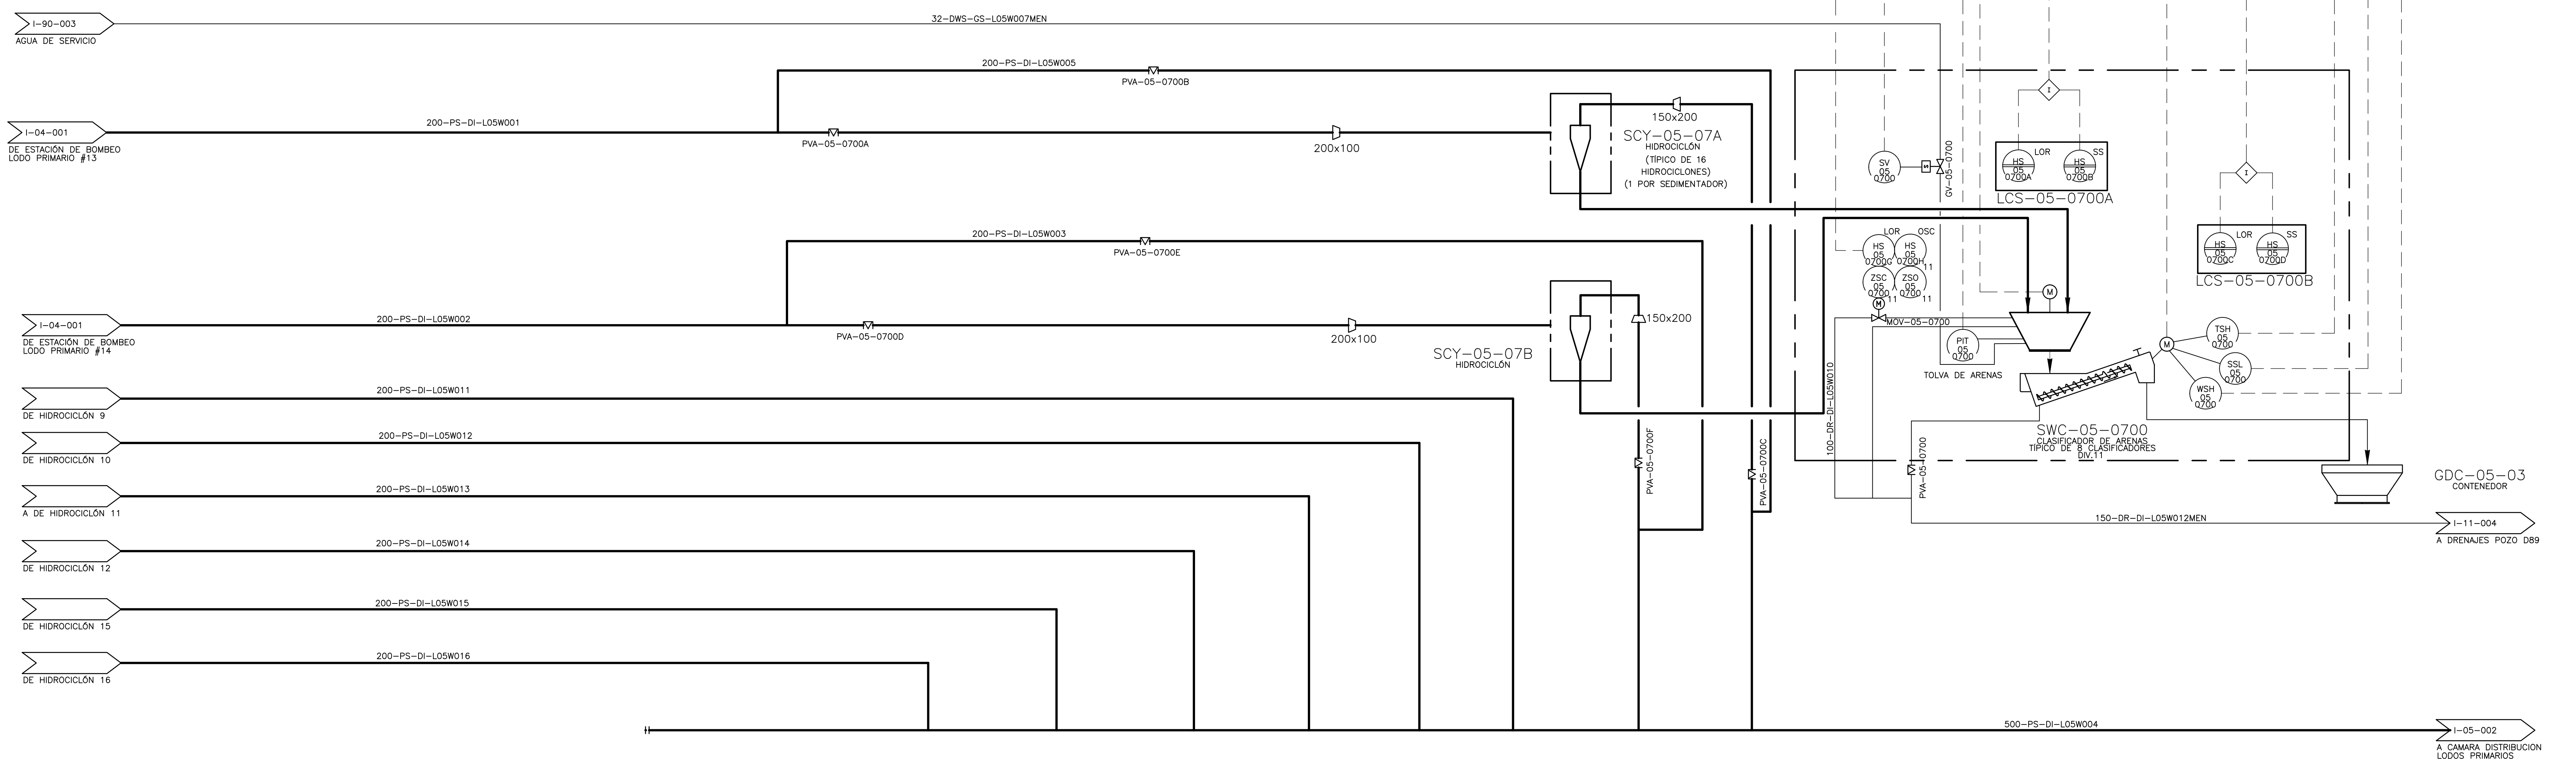 I-90-003
AGUA DE SERVICIO
32-DWS-GS-L05W007MEN
200-PS-DI-L05W005
PVA-05-0700B
I-04-001
DE ESTACIÓN DE BOMBEO
LODO PRIMARIO #13
200-PS-DI-L05W001
PVA-05-0700A
200x100
150x200
SCY-05-07A
HIDROCICLÓN
(TÍPICO DE 16
HIDROCICLONES)
(1 POR SEDIMENTADOR)
SV
05
0700
S
GV-05-0700
I
HS
05
0700A
LOR
HS
05
0700B
SS
LCS-05-0700A
I
HS
05
0700C
LOR
HS
05
0700D
SS
LCS-05-0700B
200-PS-DI-L05W003
PVA-05-0700E
LOR
OSC
HS
05
0700G
HS
05
0700H
11
ZSC
05
0700
11
ZSO
05
0700
11
M
MOV-05-0700
M
I-04-001
DE ESTACIÓN DE BOMBEO
LODO PRIMARIO #14
200-PS-DI-L05W002
PVA-05-0700D
200x100
150x200
SCY-05-07B
HIDROCICLÓN
PIT
05
0700
TOLVA DE ARENAS
M
TSH
05
0700
SSL
05
0700
WSH
05
0700
100-DR-DI-L05W010
SWC-05-0700
CLASIFICADOR DE ARENAS
TÍPICO DE 8 CLASIFICADORES
DIV.11
PVA-05-0700
GDC-05-03
CONTENEDOR
DE HIDROCICLÓN 9
200-PS-DI-L05W011
DE HIDROCICLÓN 10
200-PS-DI-L05W012
PVA-05-0700F
PVA-05-0700C
A DE HIDROCICLÓN 11
200-PS-DI-L05W013
150-DR-DI-L05W012MEN
I-11-004
A DRENAJES POZO D89
DE HIDROCICLÓN 12
200-PS-DI-L05W014
DE HIDROCICLÓN 15
200-PS-DI-L05W015
DE HIDROCICLÓN 16
200-PS-DI-L05W016
500-PS-DI-L05W004
I-05-002
A CAMARA DISTRIBUCION
LODOS PRIMARIOS